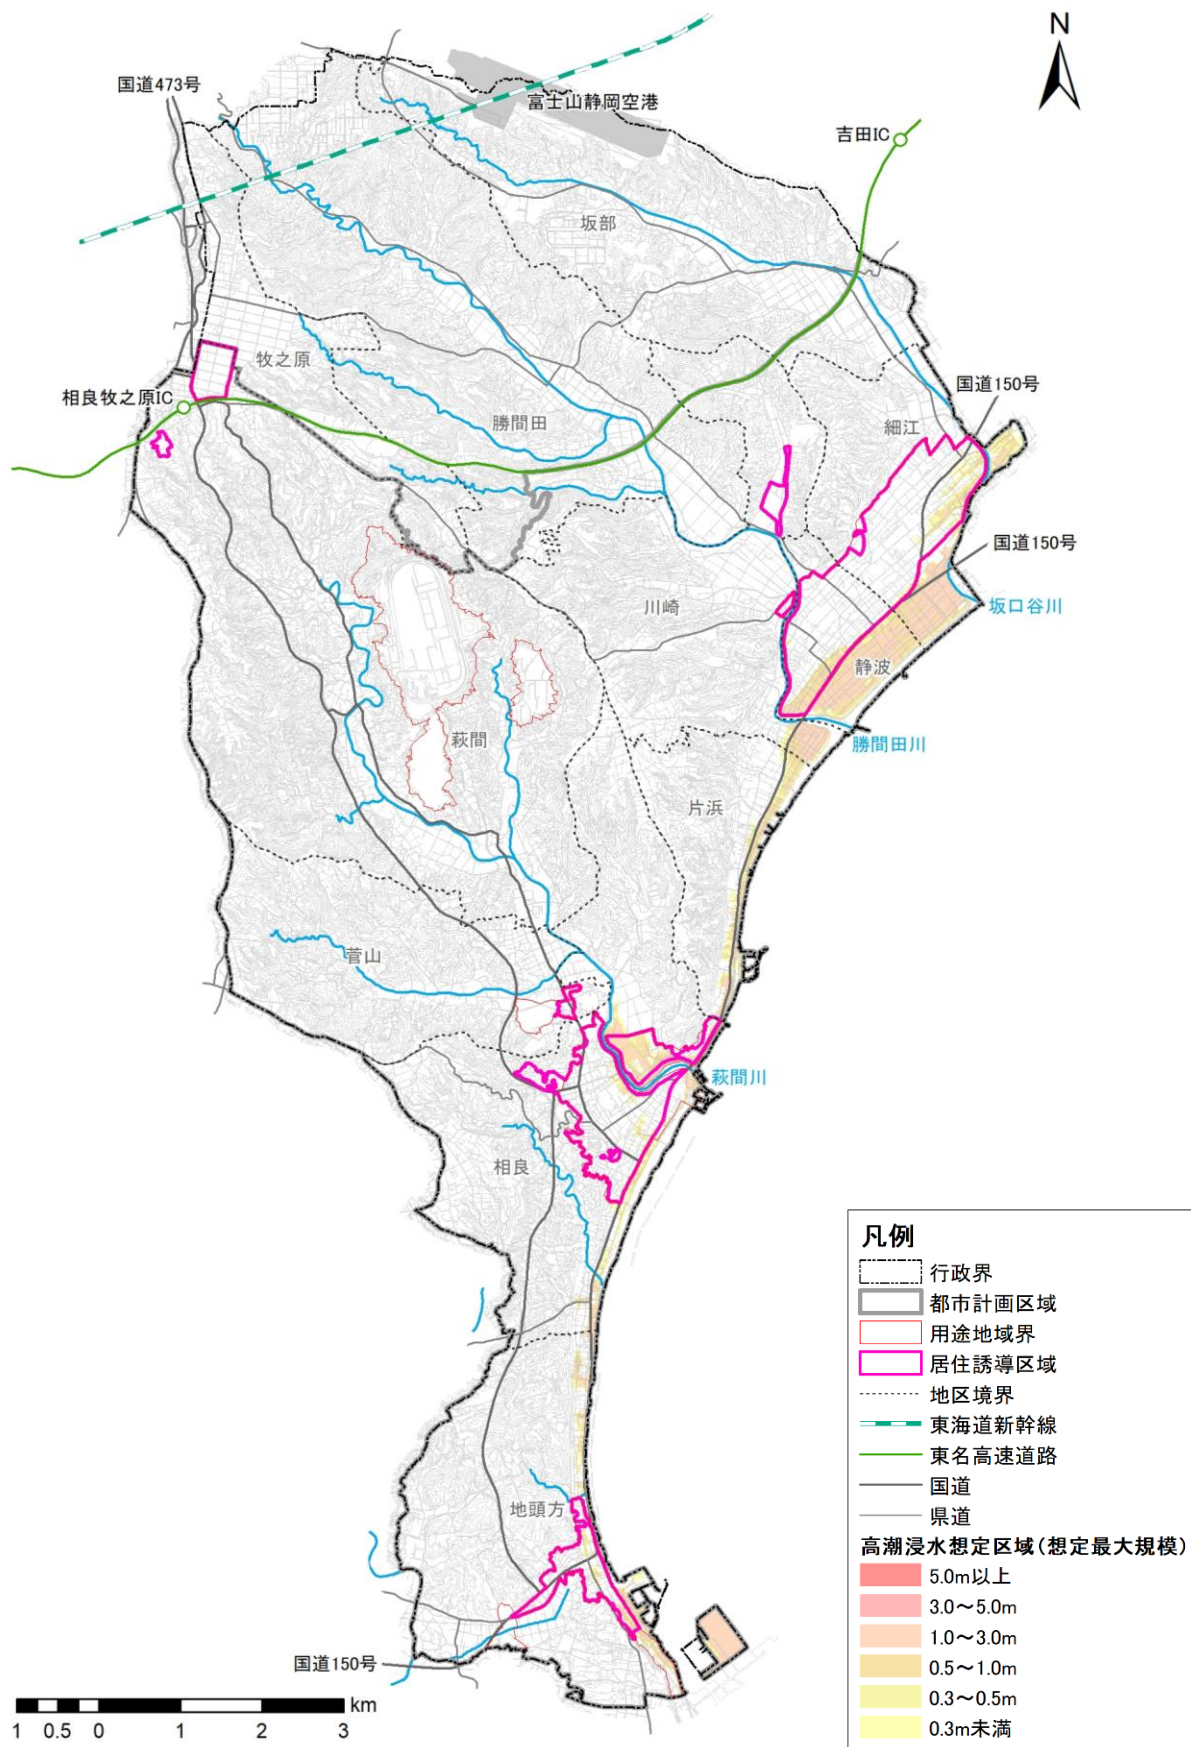 N
国道473号
富士山静岡空港
吉田IC
坂部
牧之原
国道150号
相良牧之原IC
勝間田
細江
国道150号
川崎
坂口谷川
静波
萩間
勝間田川
片浜
菅山
萩間川
相良
地頭方
国道150号
km
1 0.5 0 1 2 3
凡例
行政界
都市計画区域
用途地域界
居住誘導区域
地区境界
東海道新幹線
東名高速道路
国道
県道
高潮浸水想定区域(想定最大規模)
5.0m以上
3.0～5.0m
1.0～3.0m
0.5～1.0m
0.3～0.5m
0.3m未満